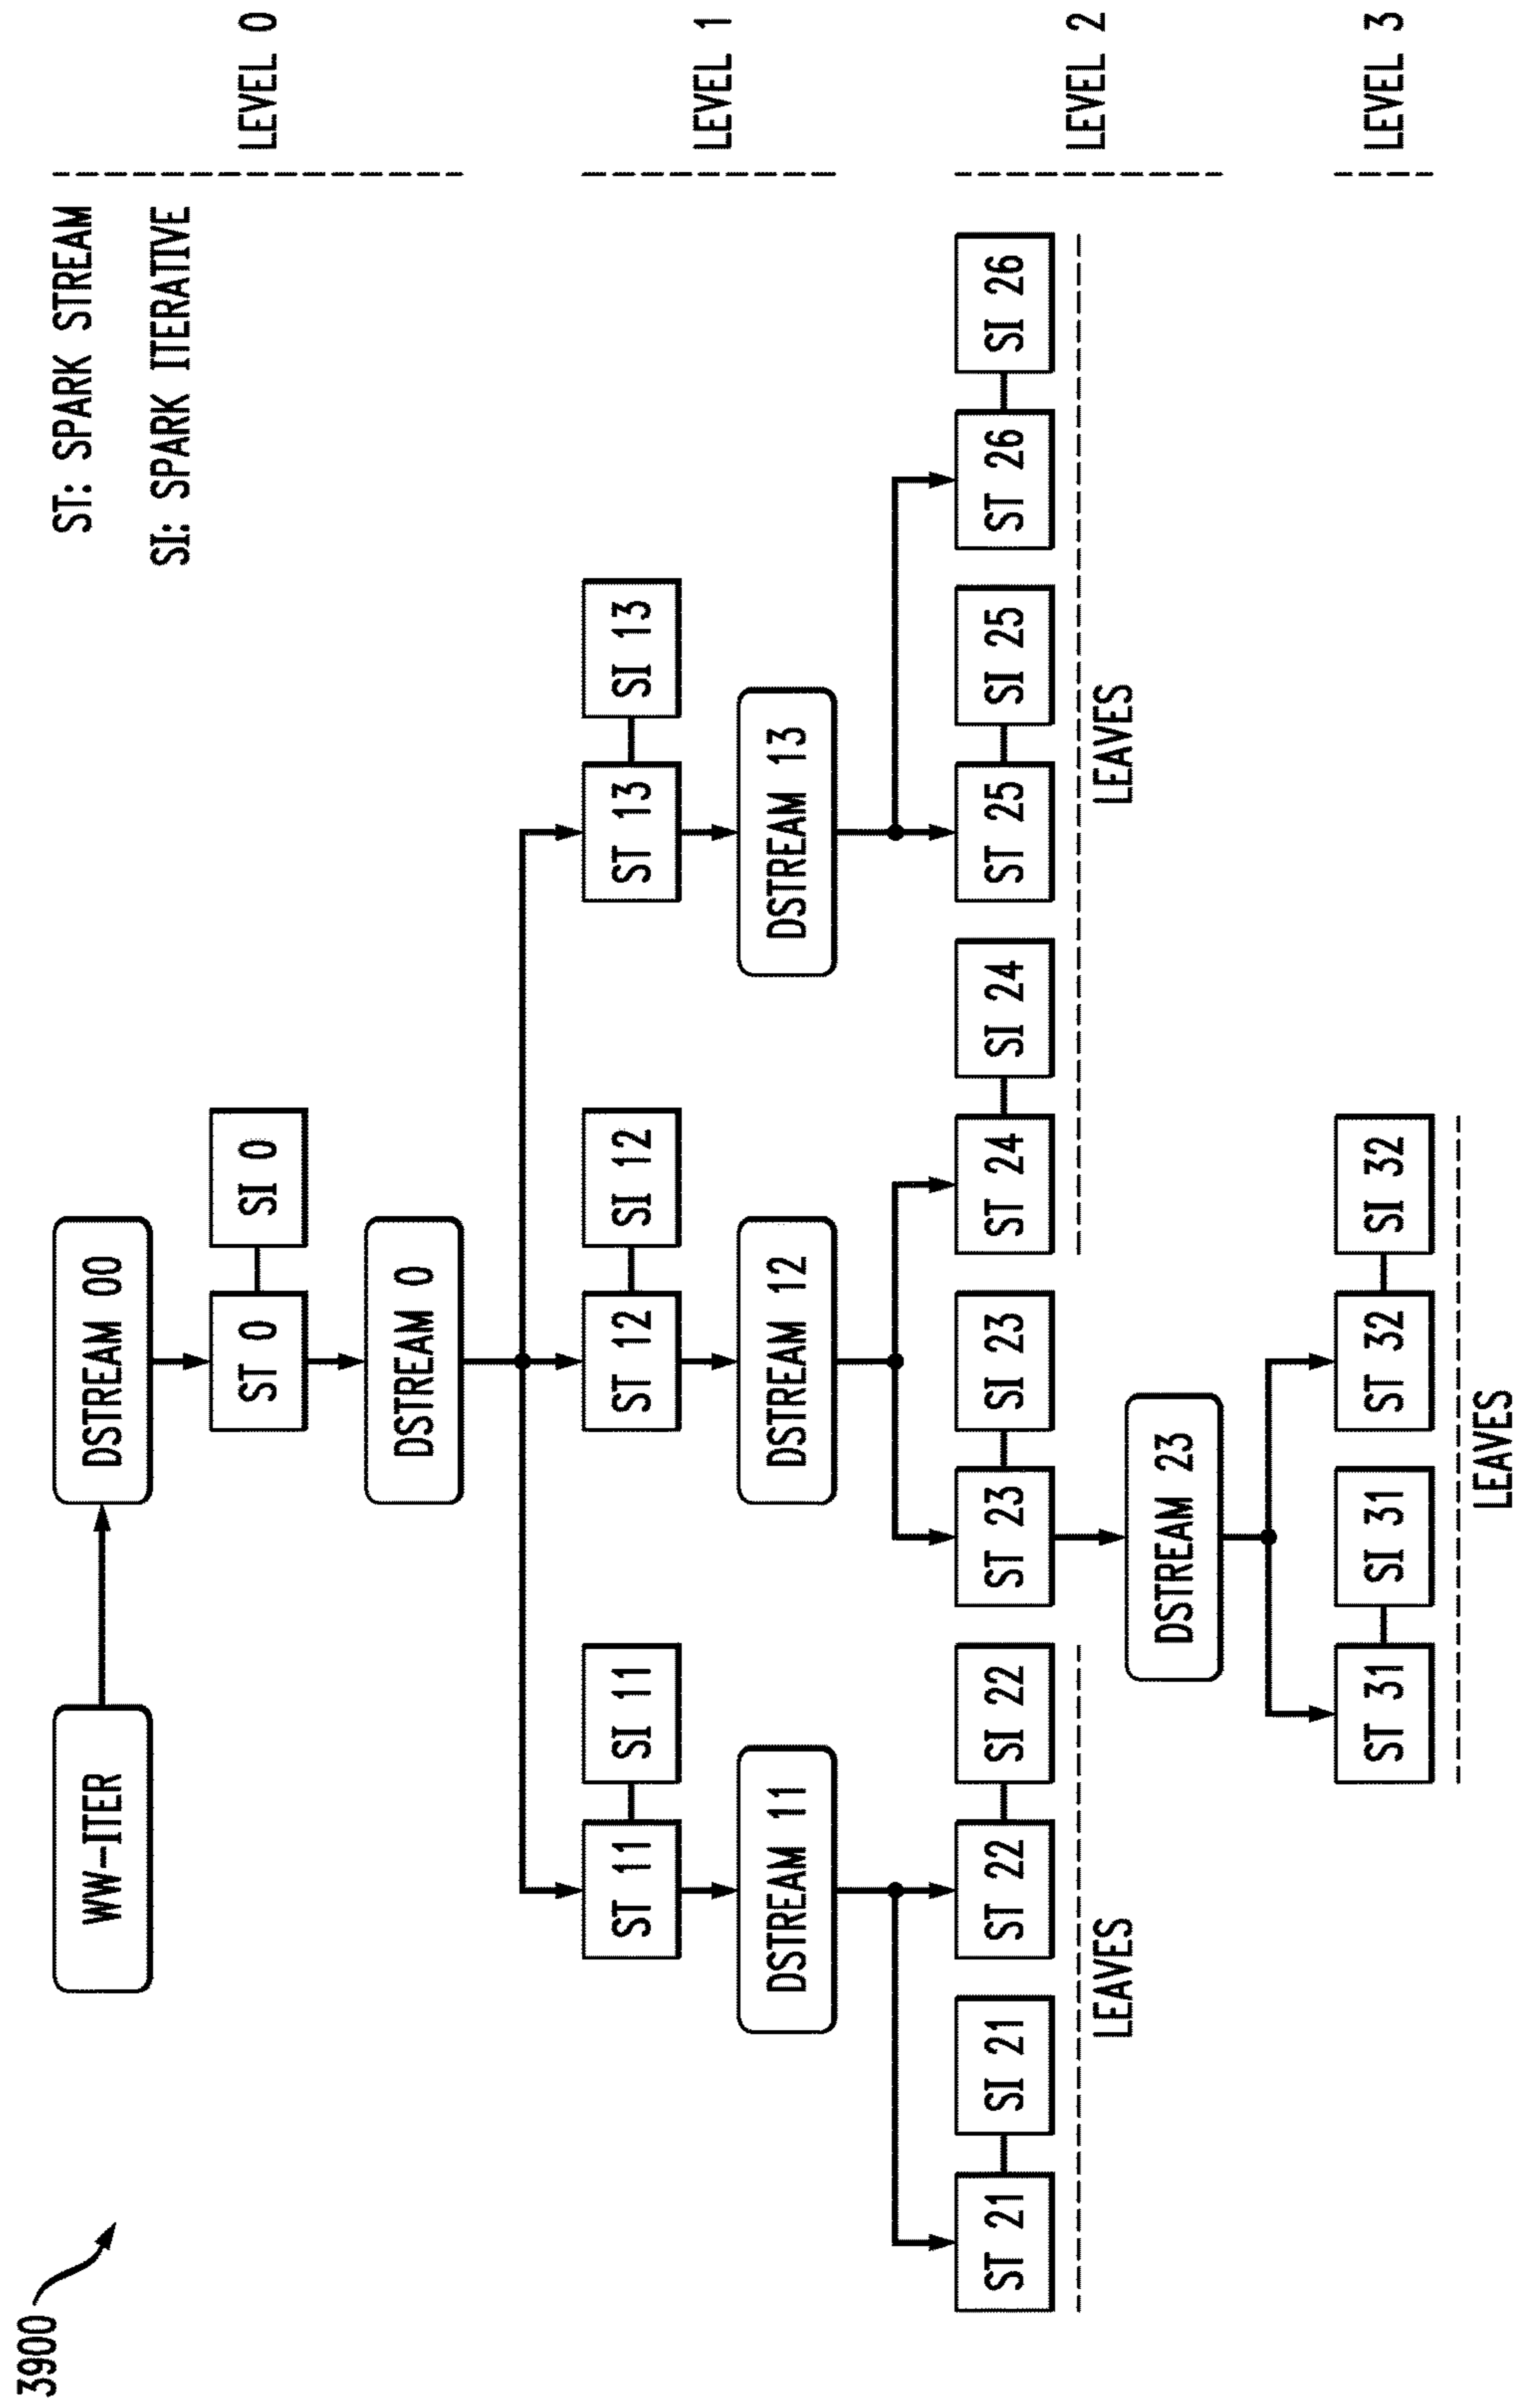 3900
WW-ITER
DSTREAM 00
ST: SPARK STREAM
SI: SPARK ITERATIVE
ST 0
SI 0
LEVEL 0
DSTREAM 0
ST 11
SI 11
ST 12
SI 12
ST 13
SI 13
LEVEL 1
DSTREAM 11
DSTREAM 12
DSTREAM 13
ST 21
SI 21
ST 22
SI 22
ST 23
SI 23
ST 24
SI 24
ST 25
SI 25
ST 26
SI 26
LEVEL 2
LEAVES
LEAVES
DSTREAM 23
ST 31
SI 31
ST 32
SI 32
LEVEL 3
LEAVES